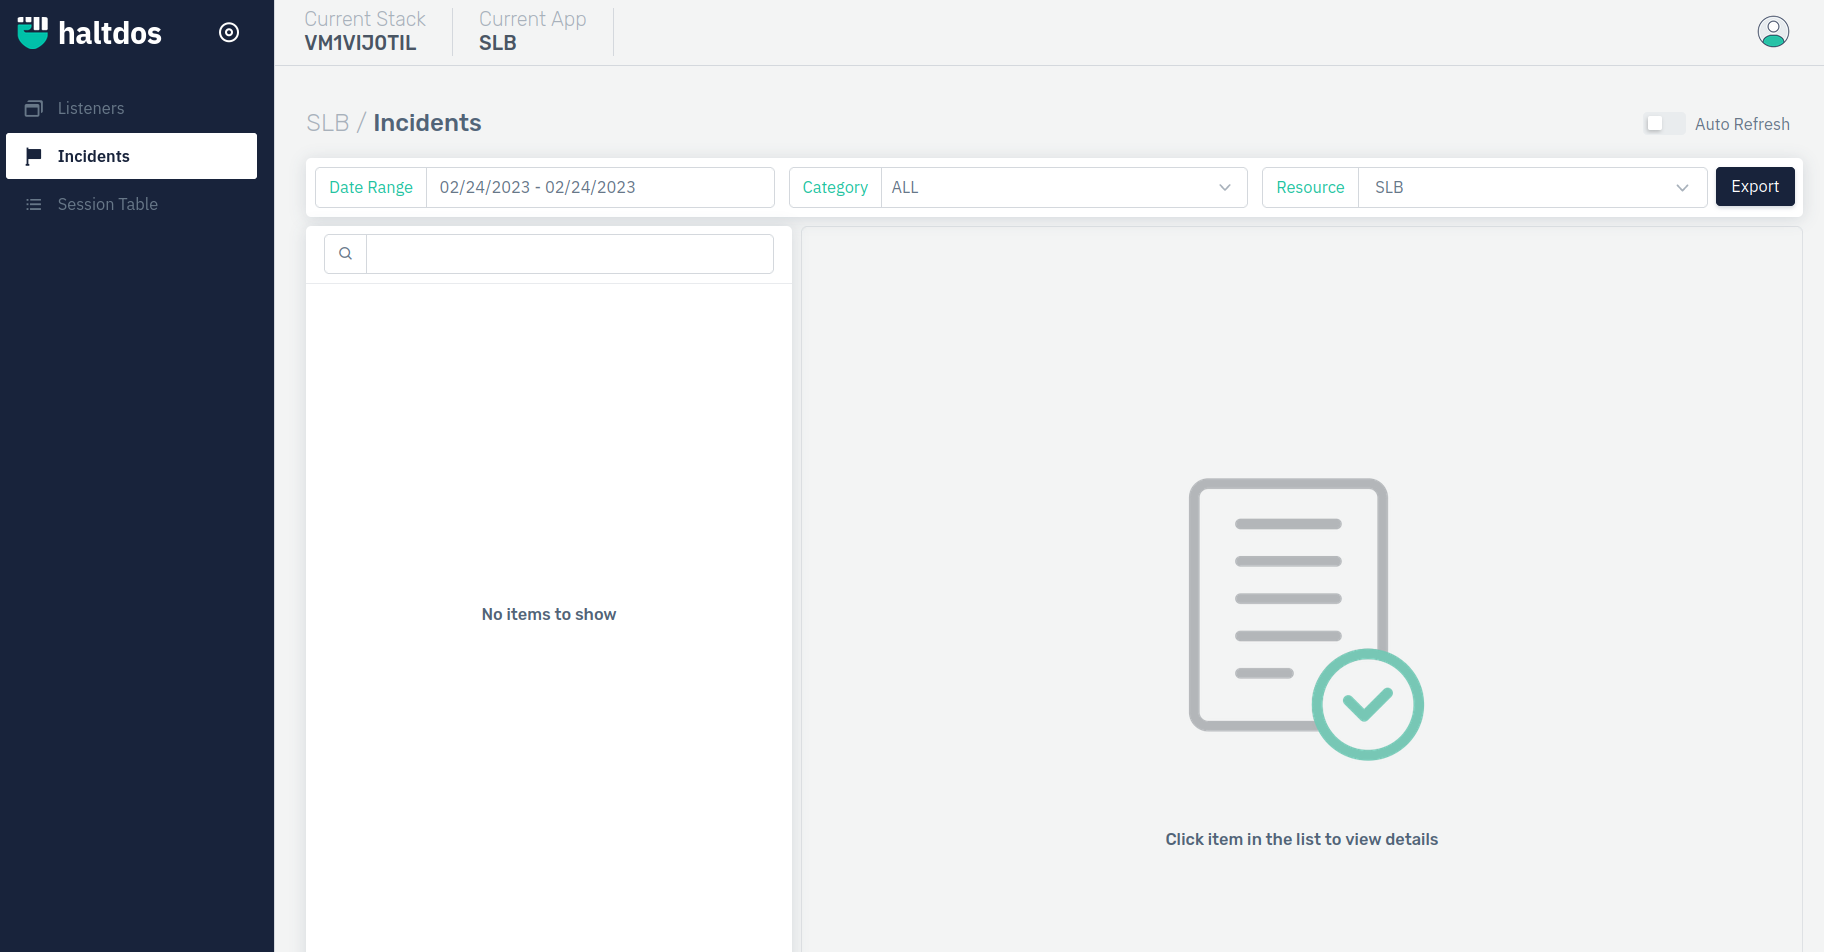 haltdos
Current Stack
VM1VIJ0TIL
Current App
SLB
Listeners
Incidents
Session Table
SLB / Incidents
Auto Refresh
Date Range
02/24/2023 - 02/24/2023
Category
ALL
Resource
SLB
Export
No items to show
Click item in the list to view details